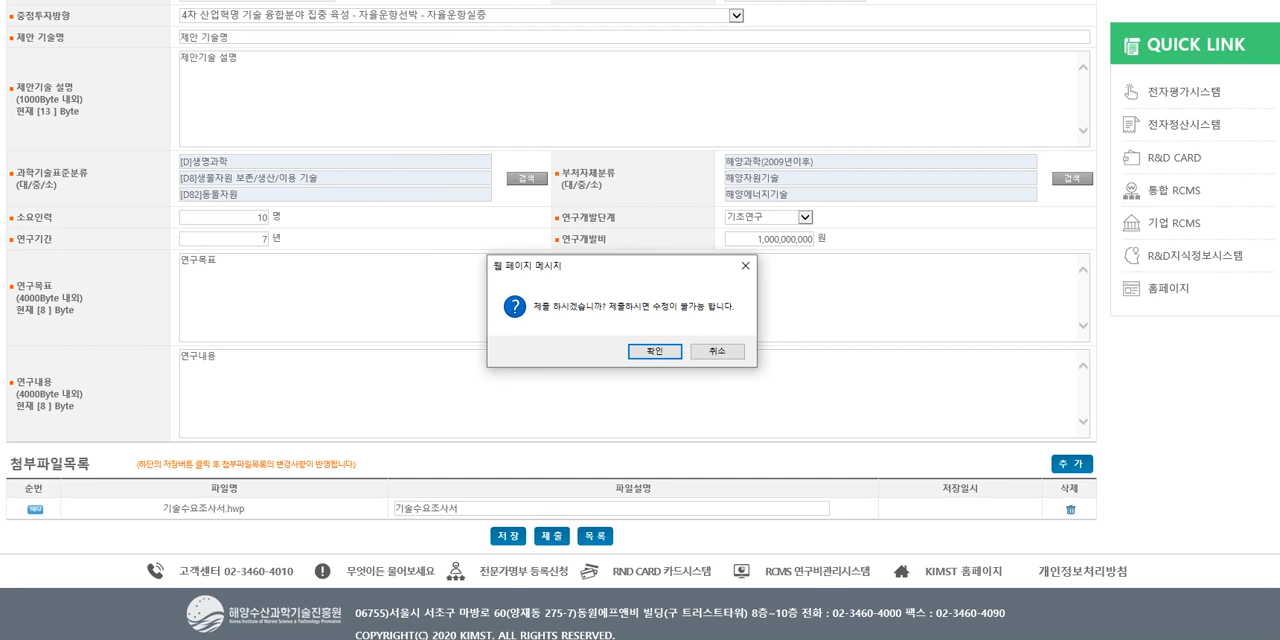 중점투자방향
4차 산업혁명 기술 융합분야 집중 육성 - 자율운항선박 - 자율운항실증
제안 기술명
제안 기술명
제안기술 설명
(1000Byte 내외)
현재 [13 ] Byte
제안기술 설명
과학기술표준분류
(대/중/소)
[D]생명과학
[D8]생물자원 보존/생산/이용 기술
[D82]동물자원
검색
부처자체분류
(대/중/소)
해양과학(2009년이후)
해양자원기술
해양에너지기술
검색
소요인력
10 명
연구개발단계
기초연구
연구기간
7 년
연구개발비
1,000,000,000 원
연구목표
(4000Byte 내외)
현재 [8 ] Byte
연구목표
웹 페이지 메시지
제출 하시겠습니까? 제출하시면 수정이 불가능 합니다.
확인
취소
연구내용
(4000Byte 내외)
현재 [8 ] Byte
연구내용
첨부파일목록
(하단의 저장버튼 클릭 후 첨부파일목록의 변경사항이 반영됩니다)
추 가
순번
파일명
파일설명
저장일시
삭제
NEW
기술수요조사서.hwp
기술수요조사서
저 장
제 출
목 록
QUICK LINK
전자평가시스템
전자정산시스템
R&D CARD
통합 RCMS
기업 RCMS
R&D지식정보시스템
홈페이지
고객센터 02-3460-4010
무엇이든 물어보세요
전문가명부 등록신청
RND CARD 카드시스템
RCMS 연구비관리시스템
KIMST 홈페이지
개인정보처리방침
해양수산과학기술진흥원
Korea Institute of Marine Science & Technology Promotion
06755)서울시 서초구 마방로 60(양재동 275-7)동원에프앤비 빌딩(구 트러스트타워) 8층~10층 전화 : 02-3460-4000 팩스 : 02-3460-4090
COPYRIGHT(C) 2020 KIMST. ALL RIGHTS RESERVED.